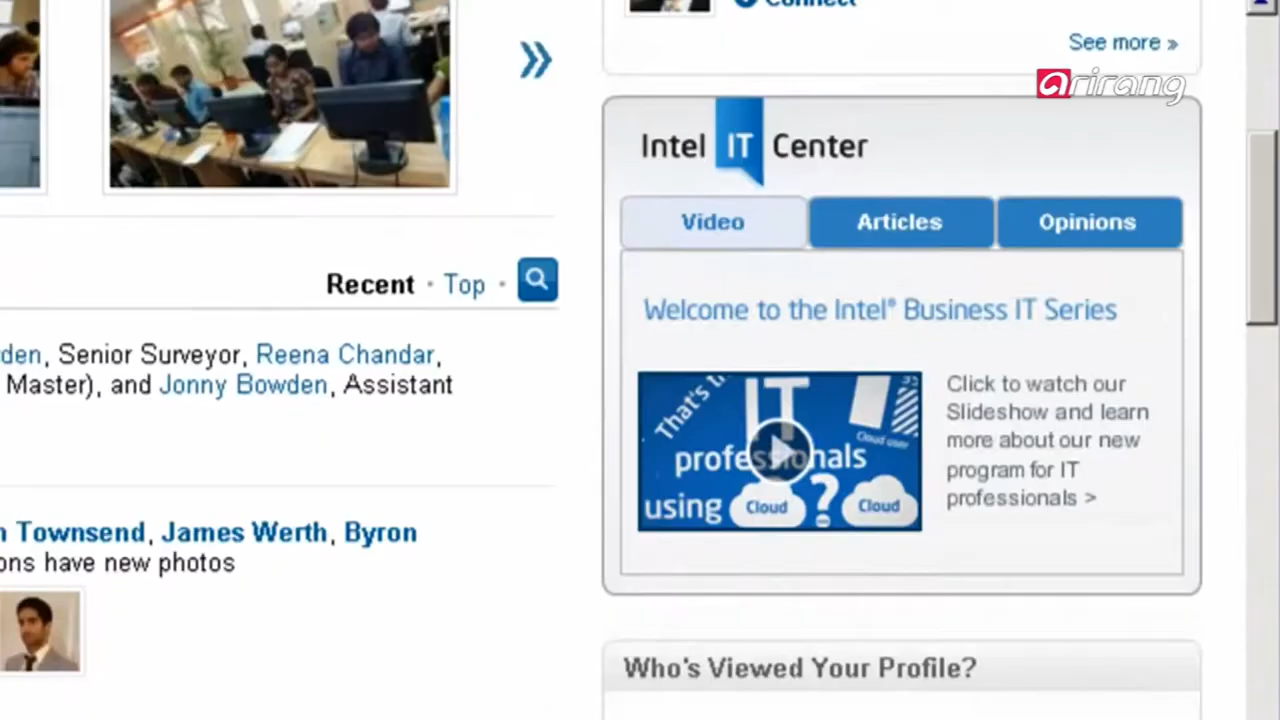 Connect
See more »
arirang
Intel IT Center
Video
Articles
Opinions
Recent · Top ·
Welcome to the Intel® Business IT Series
den, Senior Surveyor, Reena Chandar,
Master), and Jonny Bowden, Assistant
That's
IT
professionals
using
Cloud
?
Cloud
Cloud user
Click to watch our
Slideshow and learn
more about our new
program for IT
professionals >
n Townsend, James Werth, Byron
ons have new photos
Who's Viewed Your Profile?